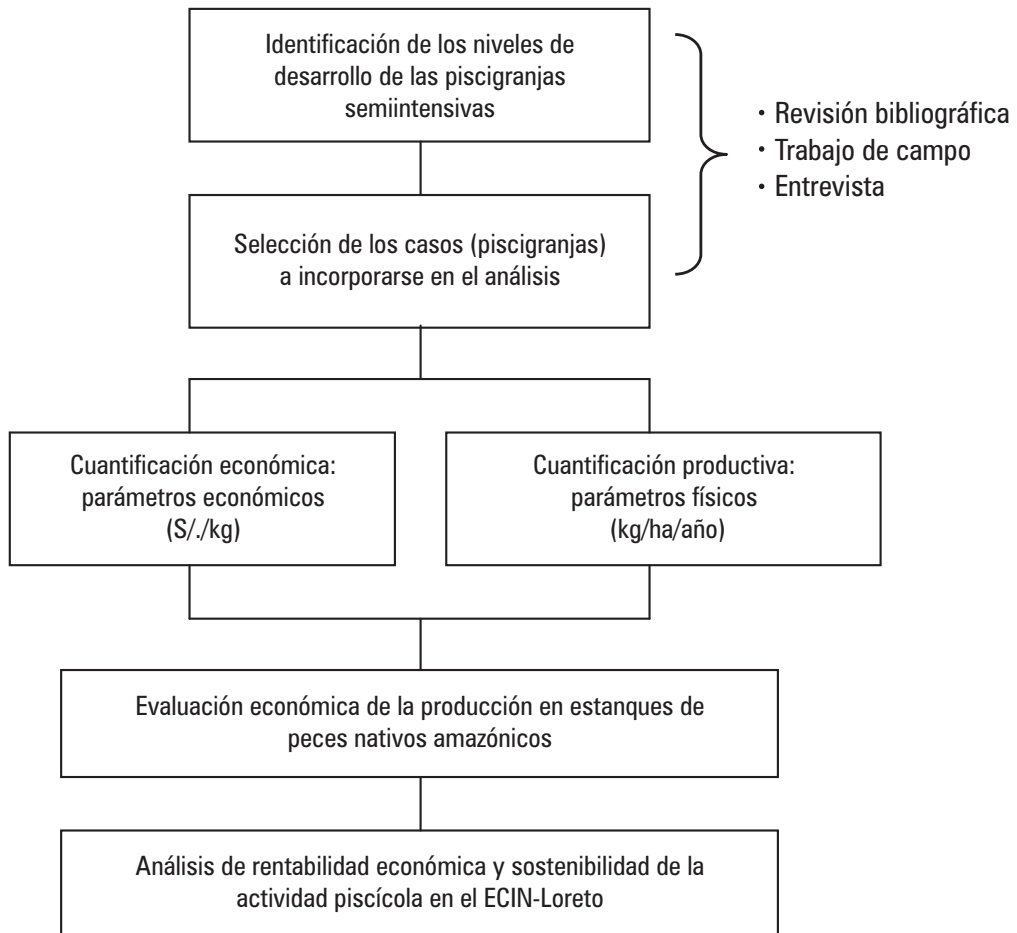 Identificación de los niveles de
desarrollo de las piscigranjas
semiintensivas
· Revisión bibliográfica
· Trabajo de campo
· Entrevista
Selección de los casos (piscigranjas)
a incorporarse en el análisis
Cuantificación económica:
parámetros económicos
(S/./kg)
Cuantificación productiva:
parámetros físicos
(kg/ha/año)
Evaluación económica de la producción en estanques de
peces nativos amazónicos
Análisis de rentabilidad económica y sostenibilidad de la
actividad piscícola en el ECIN-Loreto